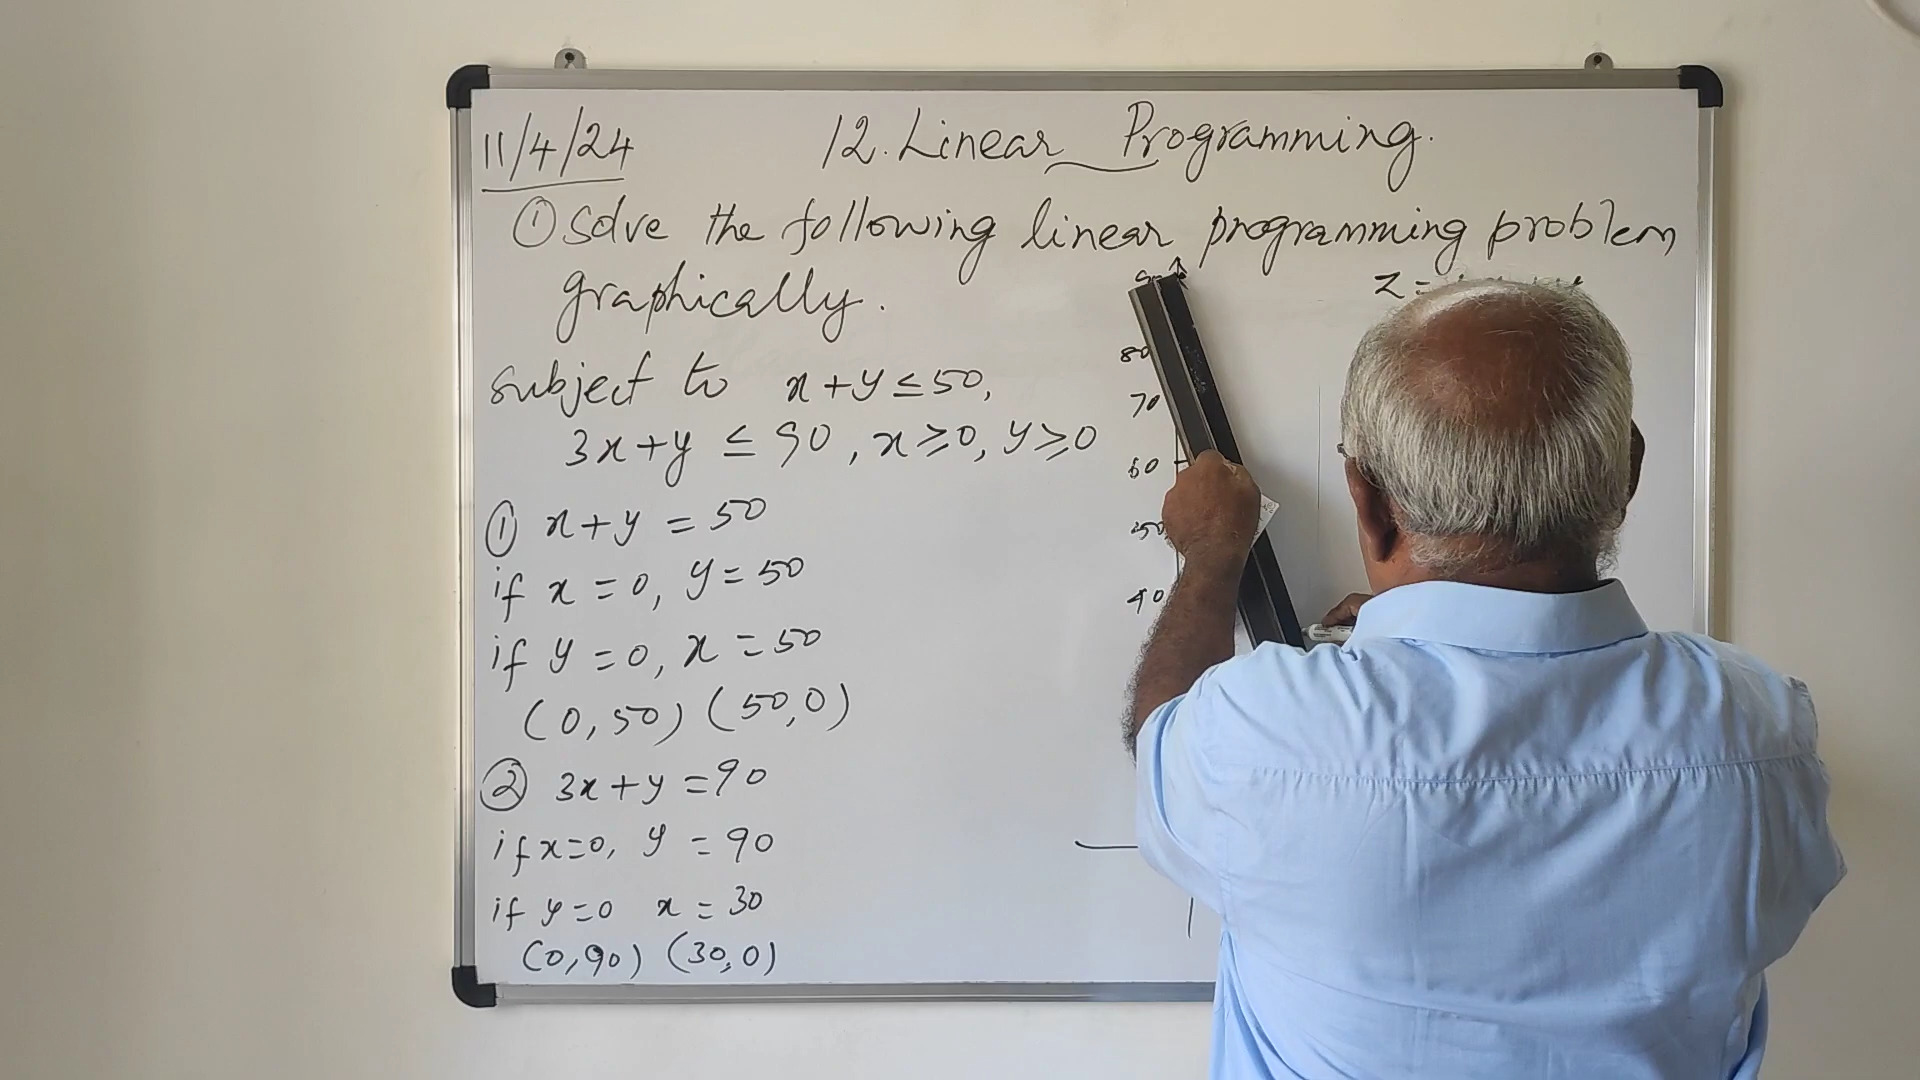 11/4/24 12. Linear Programming.
① Solve the following linear programming problem
graphically.
Z =
subject to x + y ≤ 50,
3x + y ≤ 90, x ≥ 0, y ≥ 0
① x + y = 50
if x = 0, y = 50
if y = 0, x = 50
(0, 50) (50, 0)
② 3x + y = 90
if x = 0, y = 90
if y = 0 x = 30
(0, 90) (30, 0)
80
70
60
50
40